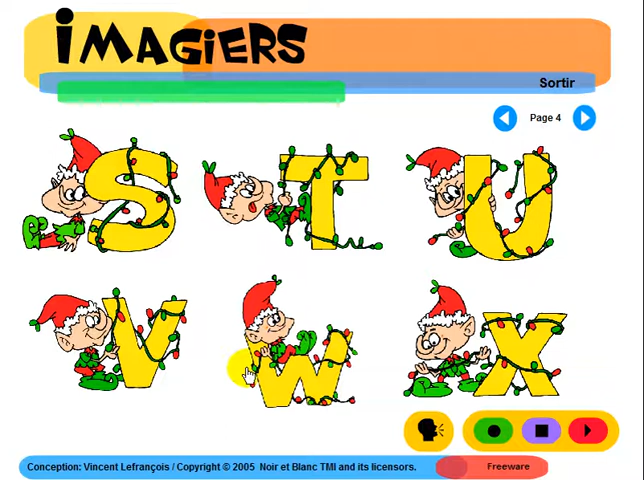 iMAGiERS
Sortir
Page 4
S T U
V W X
Conception: Vincent Lefrançois / Copyright © 2005 Noir et Blanc TMI and its licensors.
Freeware